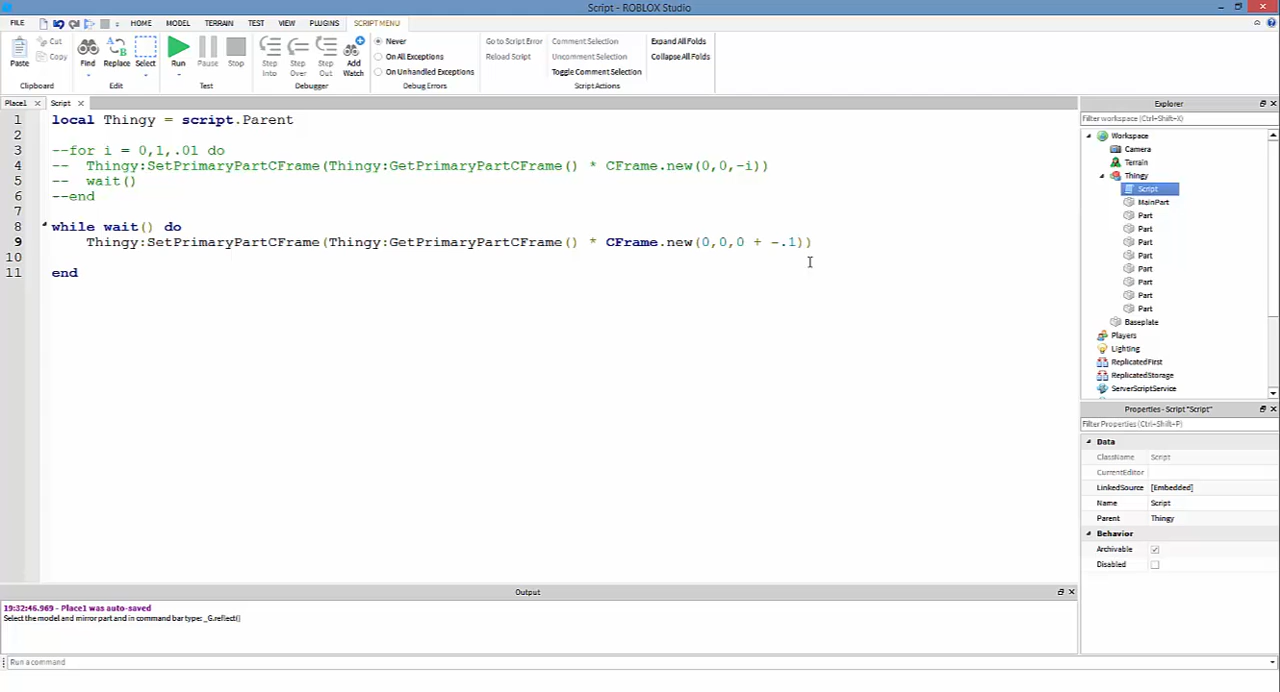 Script - ROBLOX Studio
FILE HOME MODEL TERRAIN TEST VIEW PLUGINS SCRIPT MENU
Paste
Cut
Copy
Clipboard
Find
Replace
Select
Edit
Run
Pause
Stop
Test
Step Into
Step Over
Step Out
Add Watch
Debugger
Never
On All Exceptions
On Unhandled Exceptions
Debug Errors
Go to Script Error
Reload Script
Comment Selection
Uncomment Selection
Toggle Comment Selection
Expand All Folds
Collapse All Folds
Script Actions
Place1
Script
1 local Thingy = script.Parent
2
3 --for i = 0,1,.01 do
4 -- Thingy:SetPrimaryPartCFrame(Thingy:GetPrimaryPartCFrame() * CFrame.new(0,0,-i))
5 -- wait()
6 --end
7
8 while wait() do
9 Thingy:SetPrimaryPartCFrame(Thingy:GetPrimaryPartCFrame() * CFrame.new(0,0,0 + -.1))
10
11 end
Explorer
Filter workspace (Ctrl+Shift+X)
Workspace
Camera
Terrain
Thingy
Script
MainPart
Part
Part
Part
Part
Part
Part
Part
Part
Baseplate
Players
Lighting
ReplicatedFirst
ReplicatedStorage
ServerScriptService
Properties - Script "Script"
Filter Properties (Ctrl+Shift+P)
Data
ClassName Script
CurrentEditor
LinkedSource [Embedded]
Name Script
Parent Thingy
Behavior
Archivable
Disabled
Output
19:32:46.969 - Place1 was auto-saved
Select the model and mirror part and in command bar type: _G.reflect()
Run a command